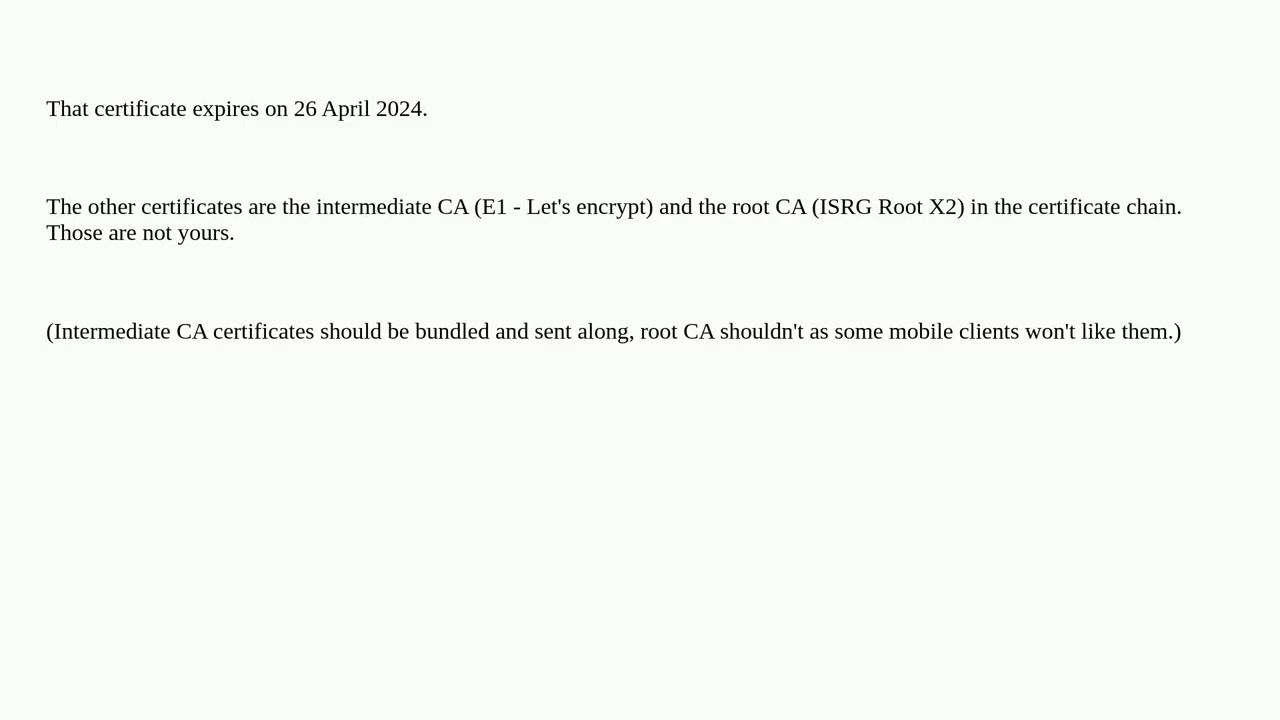 That certificate expires on 26 April 2024.
The other certificates are the intermediate CA (E1 - Let's encrypt) and the root CA (ISRG Root X2) in the certificate chain.
Those are not yours.
(Intermediate CA certificates should be bundled and sent along, root CA shouldn't as some mobile clients won't like them.)